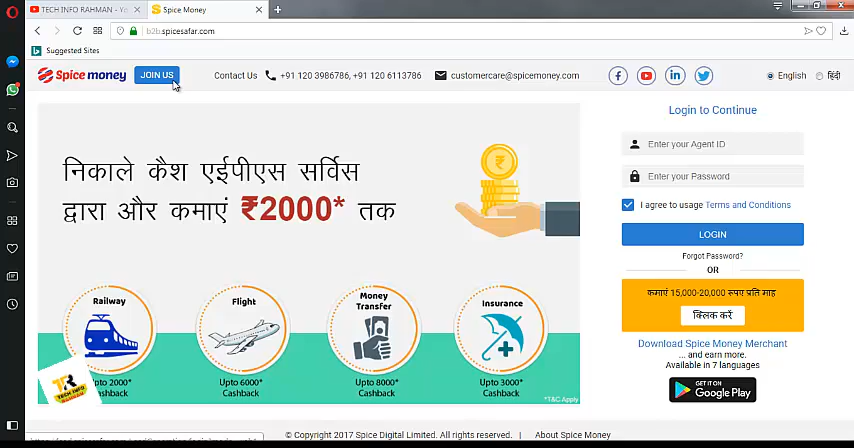 TECH INFO RAHMAN - Yo
Spice Money
b2b.spicesafar.com
Suggested Sites
Spice money
JOIN US
Contact Us +91 120 3986786, +91 120 6113786
customercare@spicemoney.com
English
हिंदी
निकाले कैश एईपीएस सर्विस
द्वारा और कमाएं ₹2000* तक
Railway
Upto 2000*
Cashback
Flight
Upto 6000*
Cashback
Money
Transfer
Upto 8000*
Cashback
Insurance
Upto 3000*
Cashback
*T&C Apply
TECH INFO
RAHMAN
Login to Continue
Enter your Agent ID
Enter your Password
I agree to usage Terms and Conditions
LOGIN
Forgot Password?
OR
कमाएं 15,000-20,000 रूपए प्रति माह
क्लिक करें
Download Spice Money Merchant
... and earn more.
Available in 7 languages
GET IT ON
Google Play
© Copyright 2017 Spice Digital Limited. All rights reserved. | About Spice Money